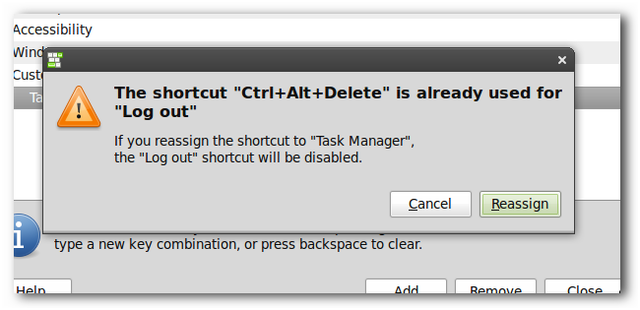 Accessibility
Wind
Custo
Ta
The shortcut "Ctrl+Alt+Delete" is already used for
"Log out"
If you reassign the shortcut to "Task Manager",
the "Log out" shortcut will be disabled.
Cancel
Reassign
type a new key combination, or press backspace to clear.
Help
Add
Remove
Close